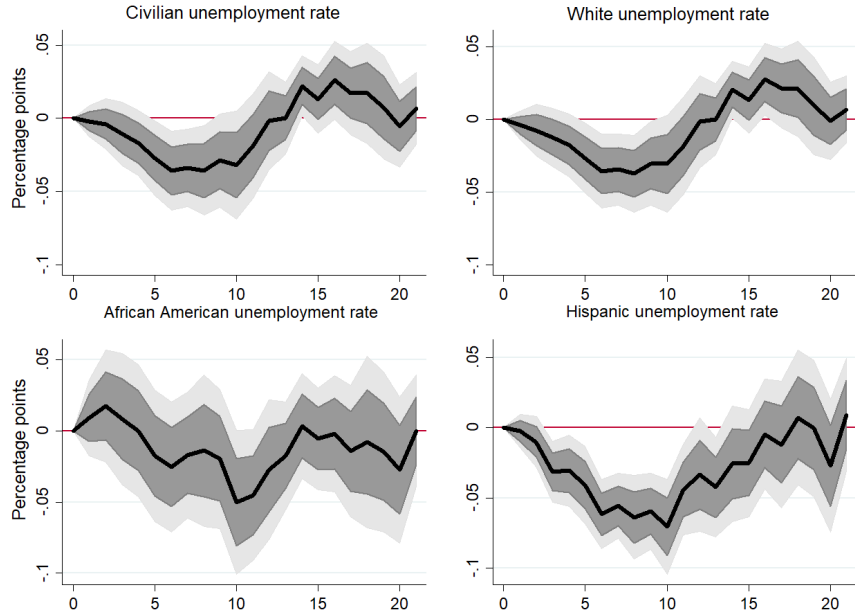 Civilian unemployment rate
White unemployment rate
Percentage points
.05
0
-.05
-.1
0 5 10 15 20
.05
0
-.05
-.1
0 5 10 15 20
African American unemployment rate
Hispanic unemployment rate
Percentage points
.05
0
-.05
-.1
0 5 10 15 20
.05
0
-.05
-.1
0 5 10 15 20